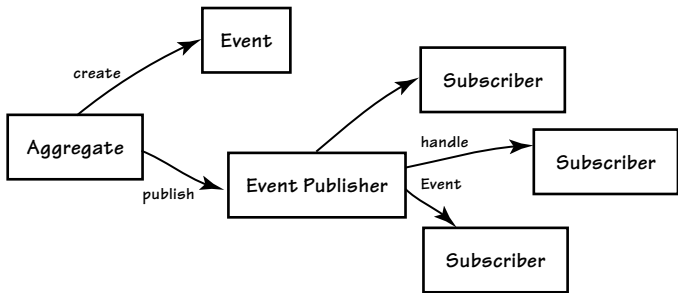 Event
create
Subscriber
Aggregate
handle
Subscriber
Event Publisher
Event
publish
Subscriber